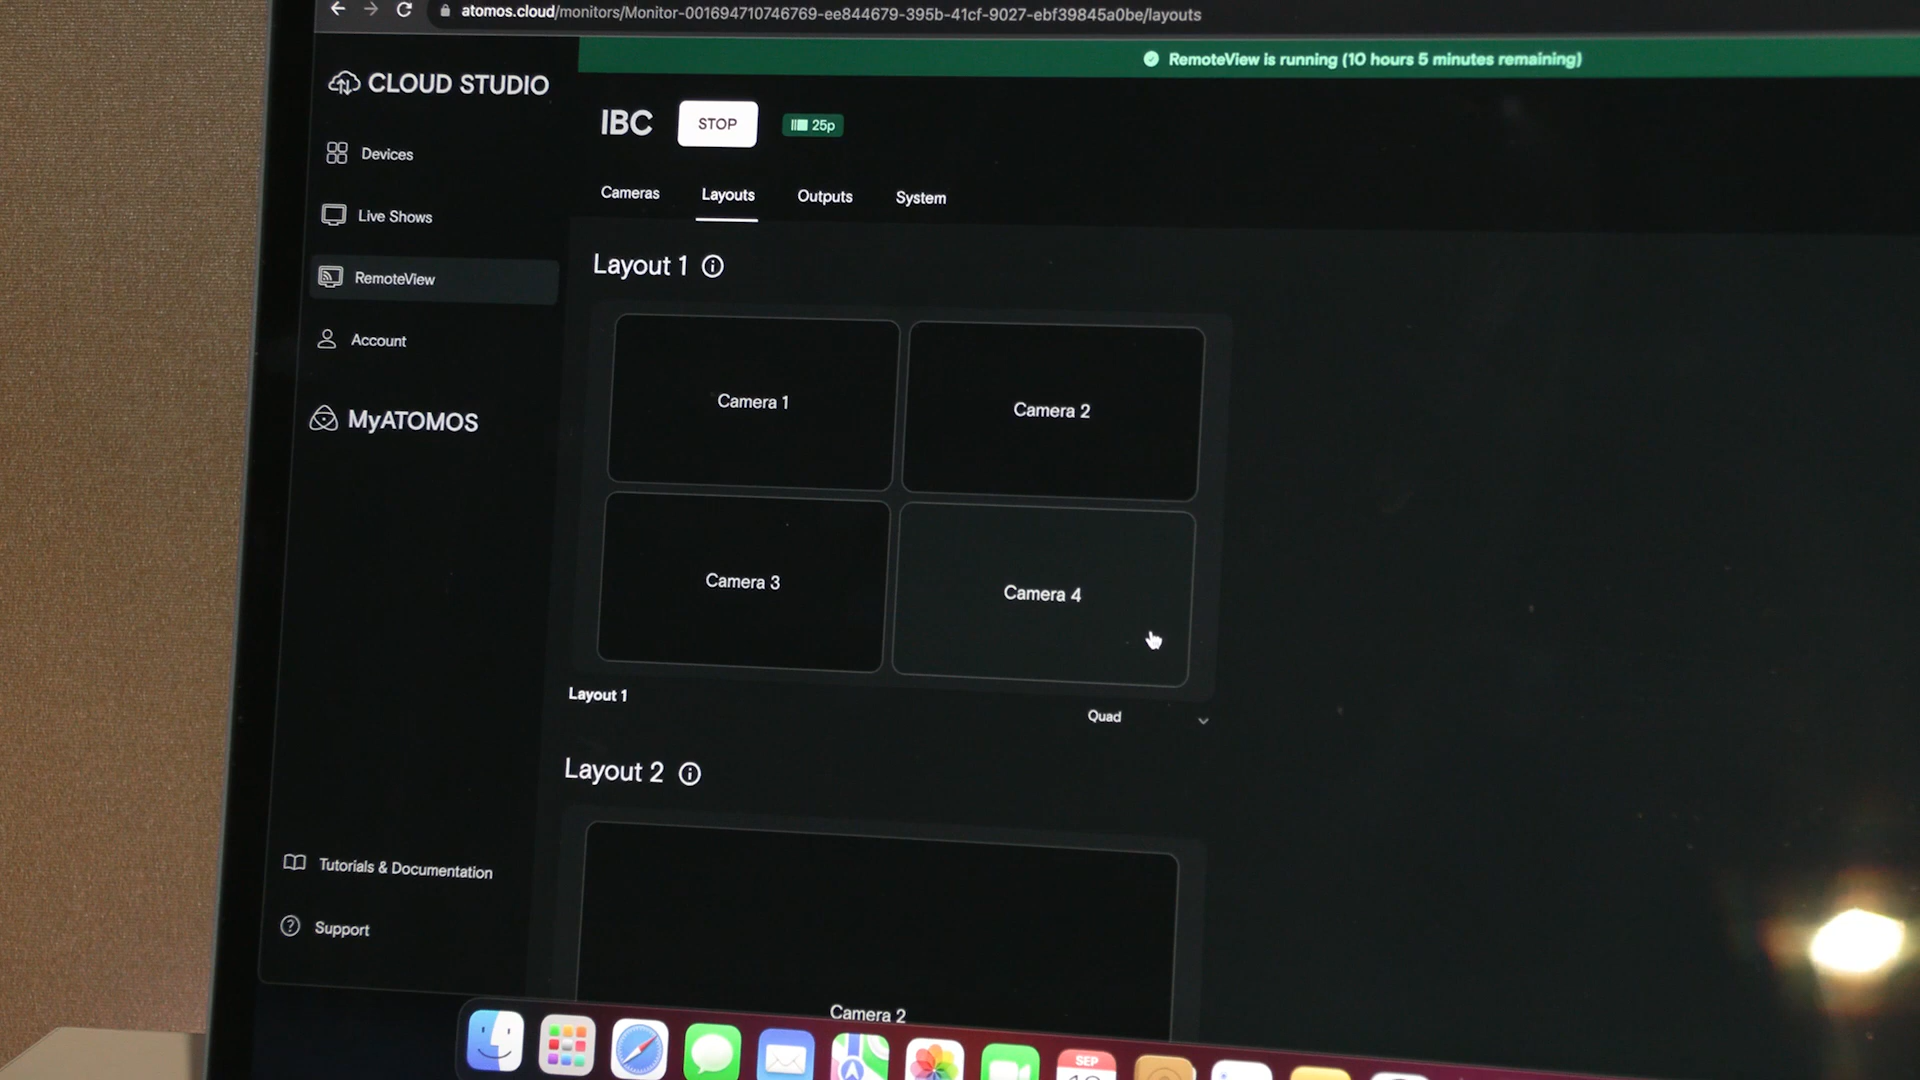 atomos.cloud/monitors/Monitor-001694710746769-ee844679-395b-41cf-9027-ebf39845a0be/layouts
RemoteView is running (10 hours 5 minutes remaining)
CLOUD STUDIO
IBC
STOP
25p
Devices
Live Shows
RemoteView
Account
MyATOMOS
Cameras
Layouts
Outputs
System
Layout 1
Camera 1
Camera 2
Camera 3
Camera 4
Layout 1
Quad
Layout 2
Camera 2
Tutorials & Documentation
Support
SEP